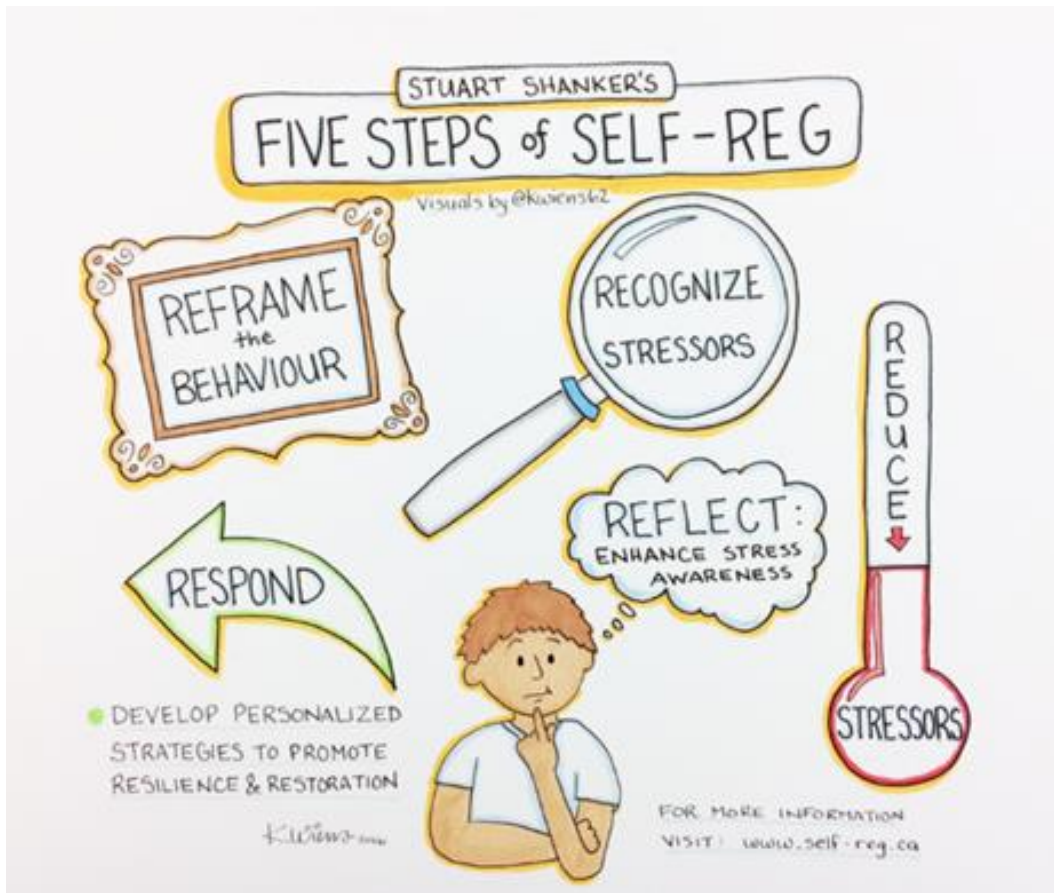 STUART SHANKER'S
FIVE STEPS of SELF-REG
Visuals by @kwiens62
REFRAME
the
BEHAVIOUR
RECOGNIZE
STRESSORS
REDUCE
STRESSORS
REFLECT:
ENHANCE STRESS
AWARENESS
RESPOND
DEVELOP PERSONALIZED
STRATEGIES TO PROMOTE
RESILIENCE & RESTORATION
K.Wiens
FOR MORE INFORMATION
VISIT: www.self-reg.ca